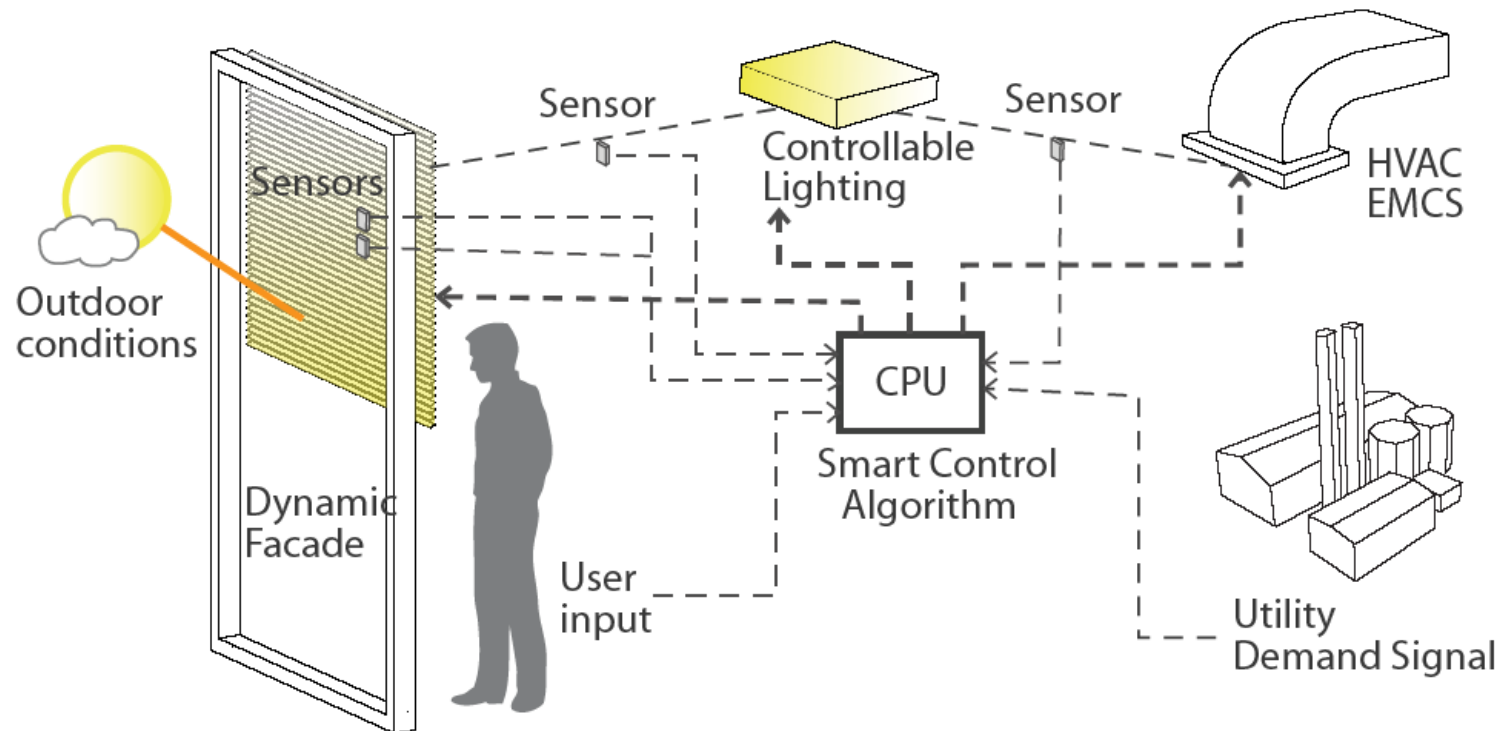 Sensor
Sensor
Controllable
Lighting
HVAC
EMCS
Sensors
Outdoor
conditions
CPU
Smart Control
Algorithm
Dynamic
Facade
User
input
Utility
Demand Signal